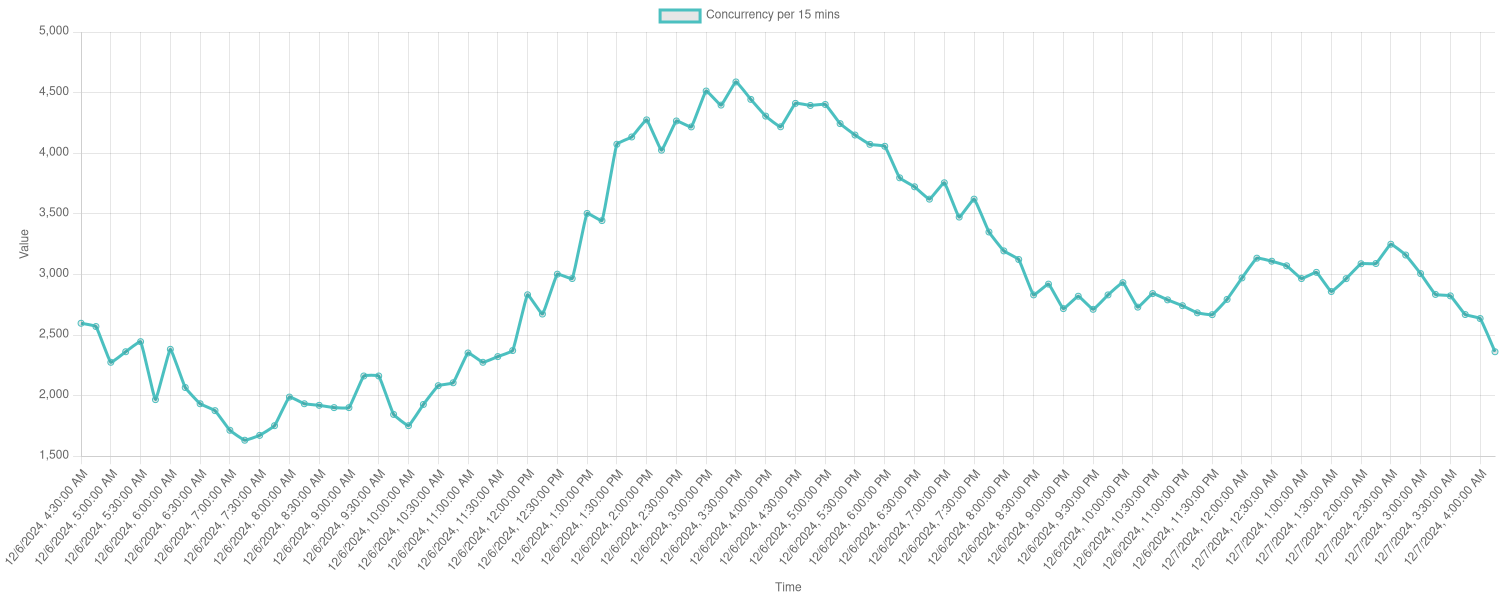 Concurrency per 15 mins
5,000
4,500
4,000
3,500
3,000
2,500
2,000
1,500
Value
12/6/2024, 4:30:00 AM
12/6/2024, 5:00:00 AM
12/6/2024, 5:30:00 AM
12/6/2024, 6:00:00 AM
12/6/2024, 6:30:00 AM
12/6/2024, 7:00:00 AM
12/6/2024, 7:30:00 AM
12/6/2024, 8:00:00 AM
12/6/2024, 8:30:00 AM
12/6/2024, 9:00:00 AM
12/6/2024, 9:30:00 AM
12/6/2024, 10:00:00 AM
12/6/2024, 10:30:00 AM
12/6/2024, 11:00:00 AM
12/6/2024, 11:30:00 AM
12/6/2024, 12:00:00 PM
12/6/2024, 12:30:00 PM
12/6/2024, 1:00:00 PM
12/6/2024, 1:30:00 PM
12/6/2024, 2:00:00 PM
12/6/2024, 2:30:00 PM
12/6/2024, 3:00:00 PM
12/6/2024, 3:30:00 PM
12/6/2024, 4:00:00 PM
12/6/2024, 4:30:00 PM
12/6/2024, 5:00:00 PM
12/6/2024, 5:30:00 PM
12/6/2024, 6:00:00 PM
12/6/2024, 6:30:00 PM
12/6/2024, 7:00:00 PM
12/6/2024, 7:30:00 PM
12/6/2024, 8:00:00 PM
12/6/2024, 8:30:00 PM
12/6/2024, 9:00:00 PM
12/6/2024, 9:30:00 PM
12/6/2024, 10:00:00 PM
12/6/2024, 10:30:00 PM
12/6/2024, 11:00:00 PM
12/6/2024, 11:30:00 PM
12/7/2024, 12:00:00 AM
12/7/2024, 12:30:00 AM
12/7/2024, 1:00:00 AM
12/7/2024, 1:30:00 AM
12/7/2024, 2:00:00 AM
12/7/2024, 2:30:00 AM
12/7/2024, 3:00:00 AM
12/7/2024, 3:30:00 AM
12/7/2024, 4:00:00 AM
Time